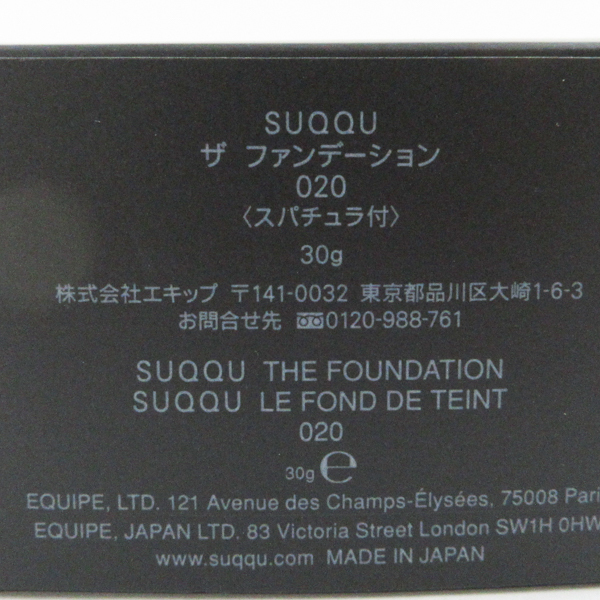 SUQQU
ザ ファンデーション
020
〈スパチュラ付〉
30g
株式会社エキップ 〒141-0032 東京都品川区大崎1-6-3
お問合せ先 0120-988-761
SUQQU THE FOUNDATION
SUQQU LE FOND DE TEINT
020
30g ℮
EQUIPE, LTD. 121 Avenue des Champs-Élysées, 75008 Paris
EQUIPE, JAPAN LTD. 83 Victoria Street London SW1H 0HW
www.suqqu.com MADE IN JAPAN